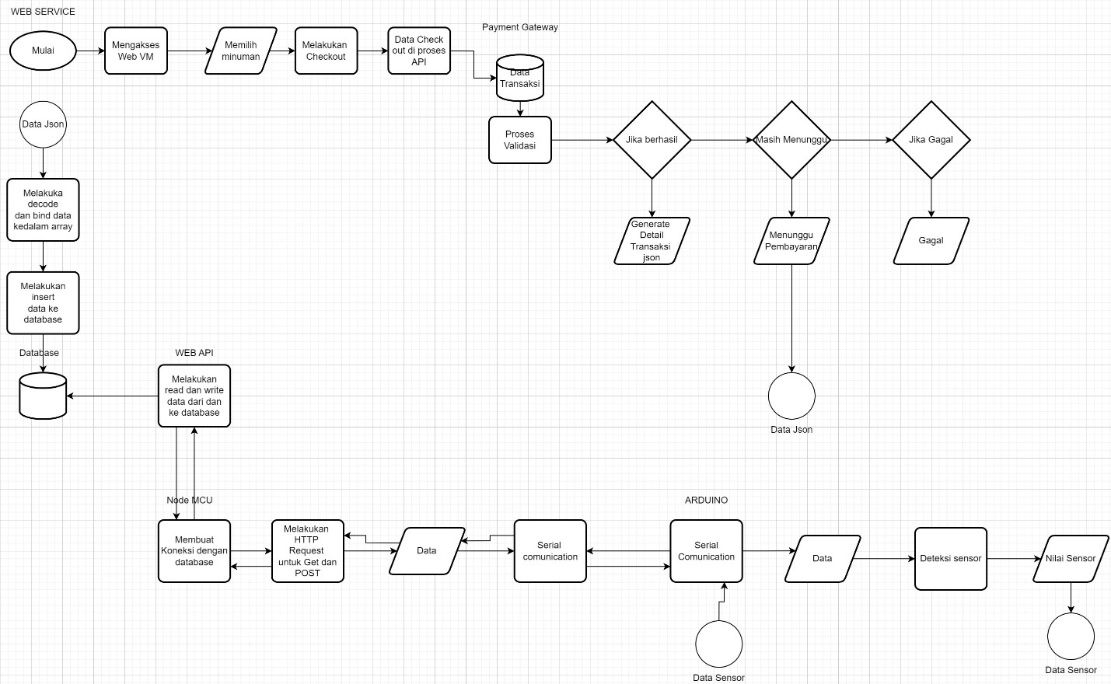 WEB SERVICE
Mulai
Mengakses
Web VM
Memilih
minuman
Melakukan
Checkout
Data Check
out di proses
API
Payment Gateway
Data
Transaksi
Proses
Validasi
Jika berhasil
Masih Menunggu
Jika Gagal
Generate
Detail
Transaksi
json
Menunggu
Pembayaran
Gagal
Data Json
Data Json
Melakuka
decode
dan bind data
kedalam array
Melakukan
insert
data ke
database
Database
WEB API
Melakukan
read dan write
data dari dan
ke database
Node MCU
Membuat
Koneksi dengan
database
Melakukan
HTTP
Request
untuk Get dan
POST
Data
Serial
comunication
ARDUINO
Serial
Comunication
Data
Deteksi sensor
Nilai Sensor
Data Sensor
Data Sensor